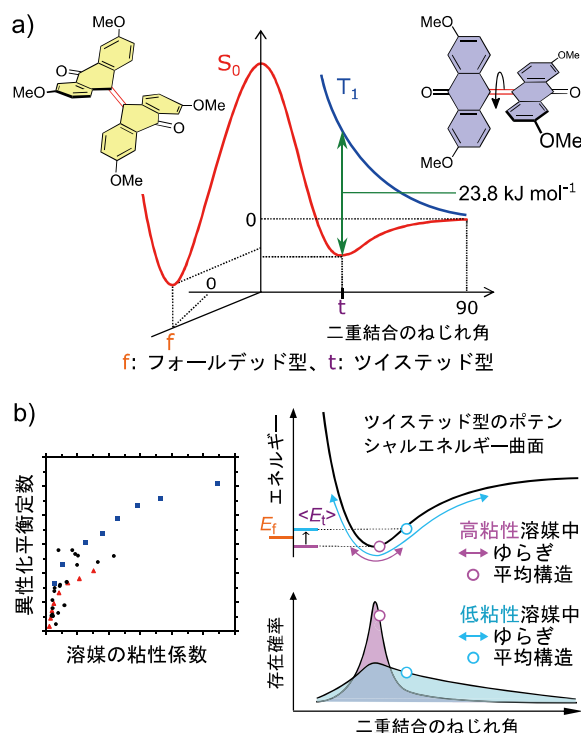 a)
MeO
O
MeO
OMe
O
OMe
S0
T1
MeO
OMe
O
O
MeO
OMe
23.8 kJ mol−1
0
0
f
t
90
二重結合のねじれ角
f: フォールデッド型、t: ツイステッド型
b)
異性化平衡定数
溶媒の粘性係数
エネルギー
ツイステッド型のポテン
シャルエネルギー曲面
Ef
<Et>
高粘性溶媒中
ゆらぎ
平均構造
存在確率
低粘性溶媒中
ゆらぎ
平均構造
二重結合のねじれ角